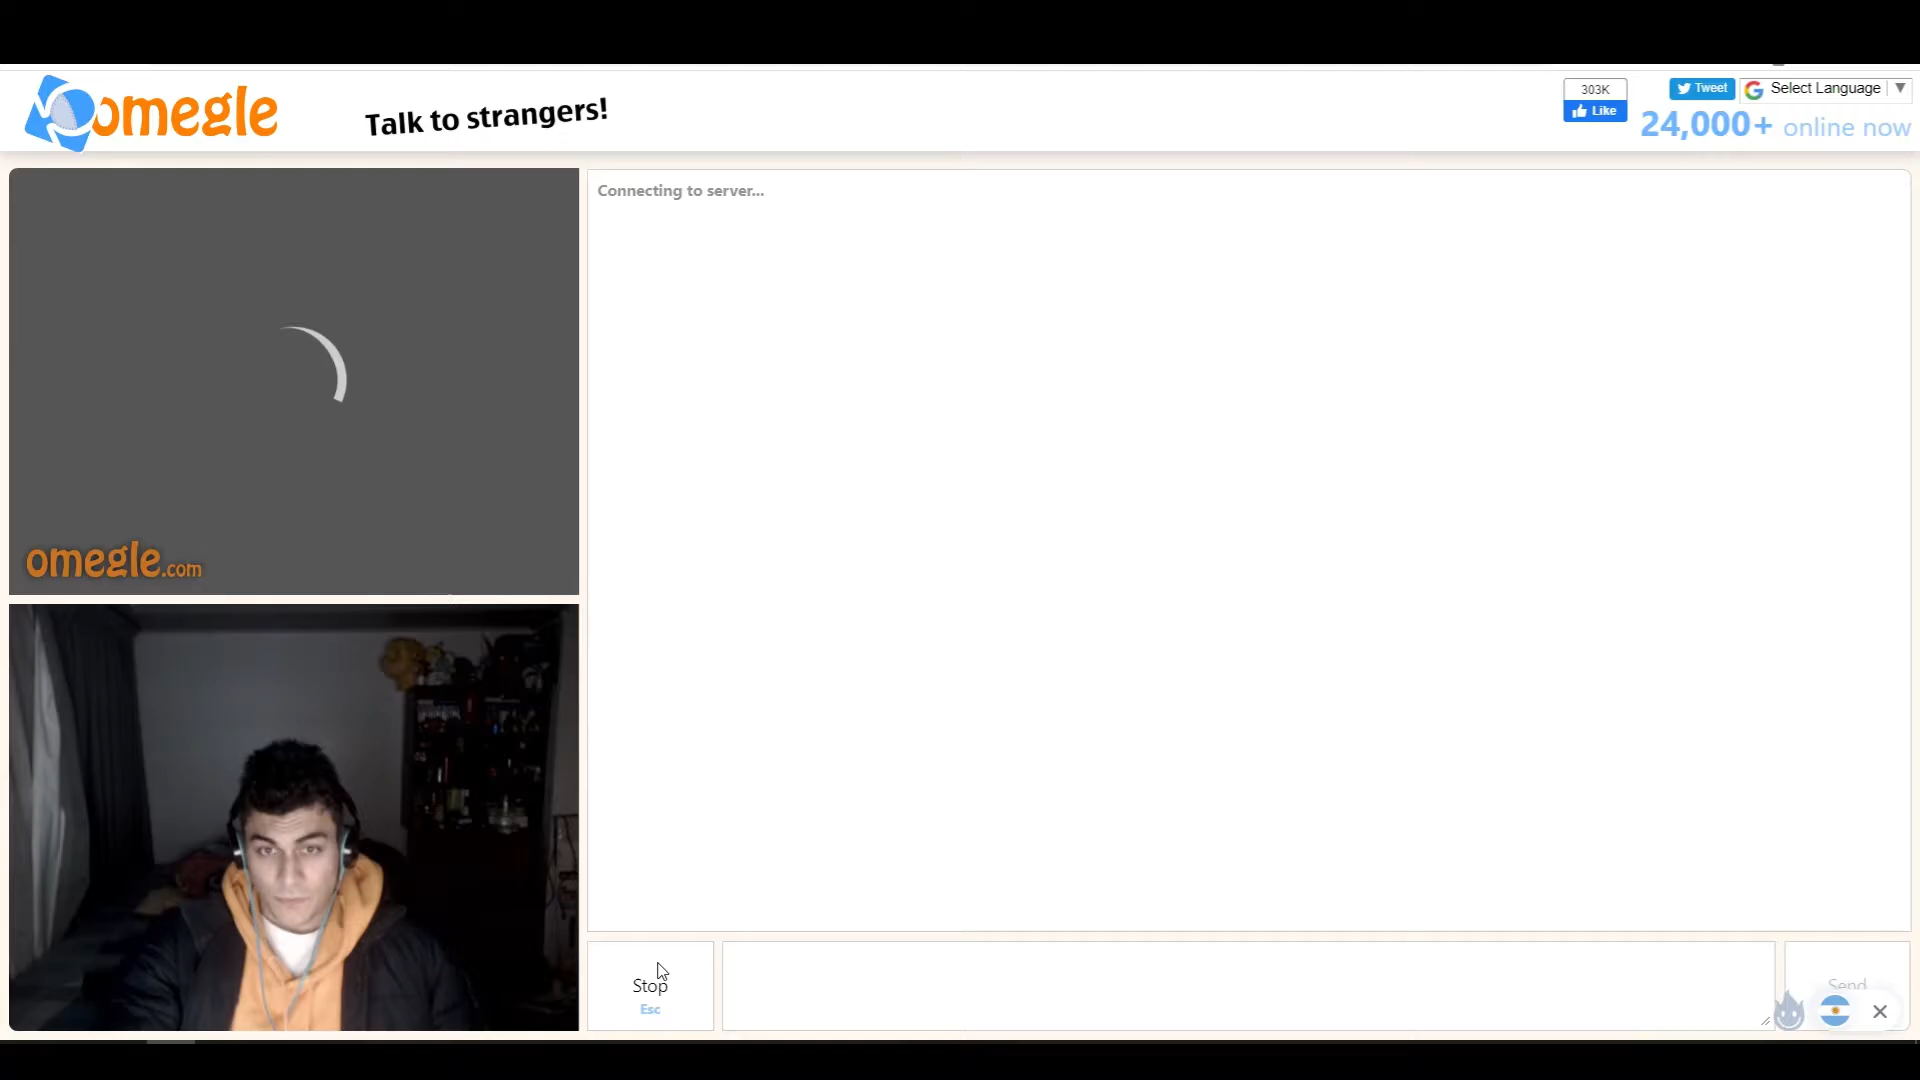 omegle
Talk to strangers!
303K
Like
Tweet
Select Language
24,000+ online now
Connecting to server...
omegle.com
Stop
Esc
Send